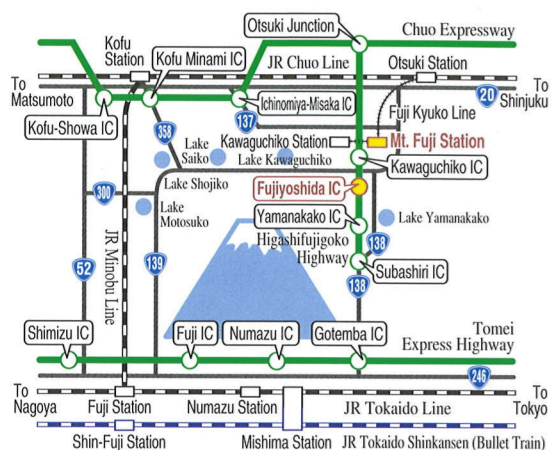 Otsuki Junction
Chuo Expressway
Kofu
Station
Kofu Minami IC
JR Chuo Line
Otsuki Station
To
Matsumoto
To
Shinjuku
Kofu-Showa IC
Ichinomiya-Misaka IC
20
137
Fuji Kyuko Line
358
Kawaguchiko Station
Mt. Fuji Station
Lake
Saiko
Lake Kawaguchiko
Kawaguchiko IC
Lake Shojiko
Fujiyoshida IC
300
Lake
Motosuko
Yamanakako IC
Lake Yamanakako
JR Minobu Line
Higashifujigoko
Highway
138
52
139
Subashiri IC
138
Shimizu IC
Fuji IC
Numazu IC
Gotemba IC
Tomei
Express Highway
246
To
Nagoya
Fuji Station
Numazu Station
JR Tokaido Line
To
Tokyo
Shin-Fuji Station
Mishima Station
JR Tokaido Shinkansen (Bullet Train)